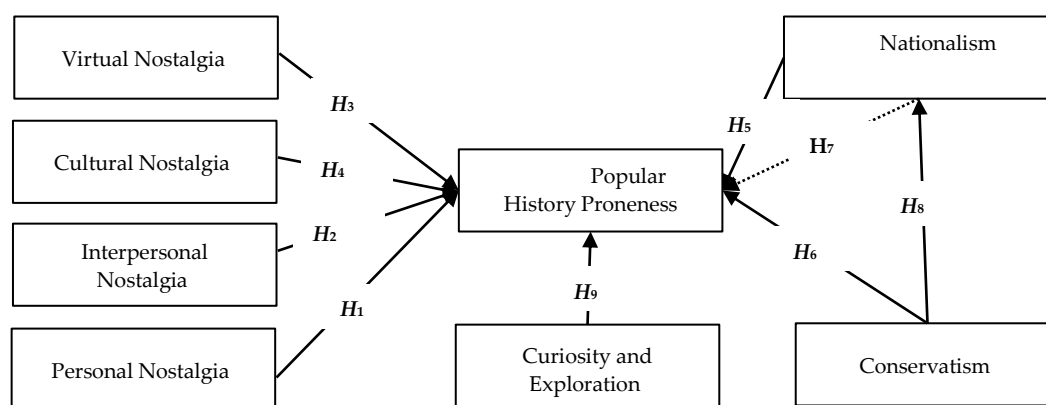 Virtual Nostalgia
Nationalism
H3
Cultural Nostalgia
H5
H7
H4
Popular
History Proneness
H2
H8
Interpersonal
Nostalgia
H6
H9
H1
Personal Nostalgia
Curiosity and
Exploration
Conservatism